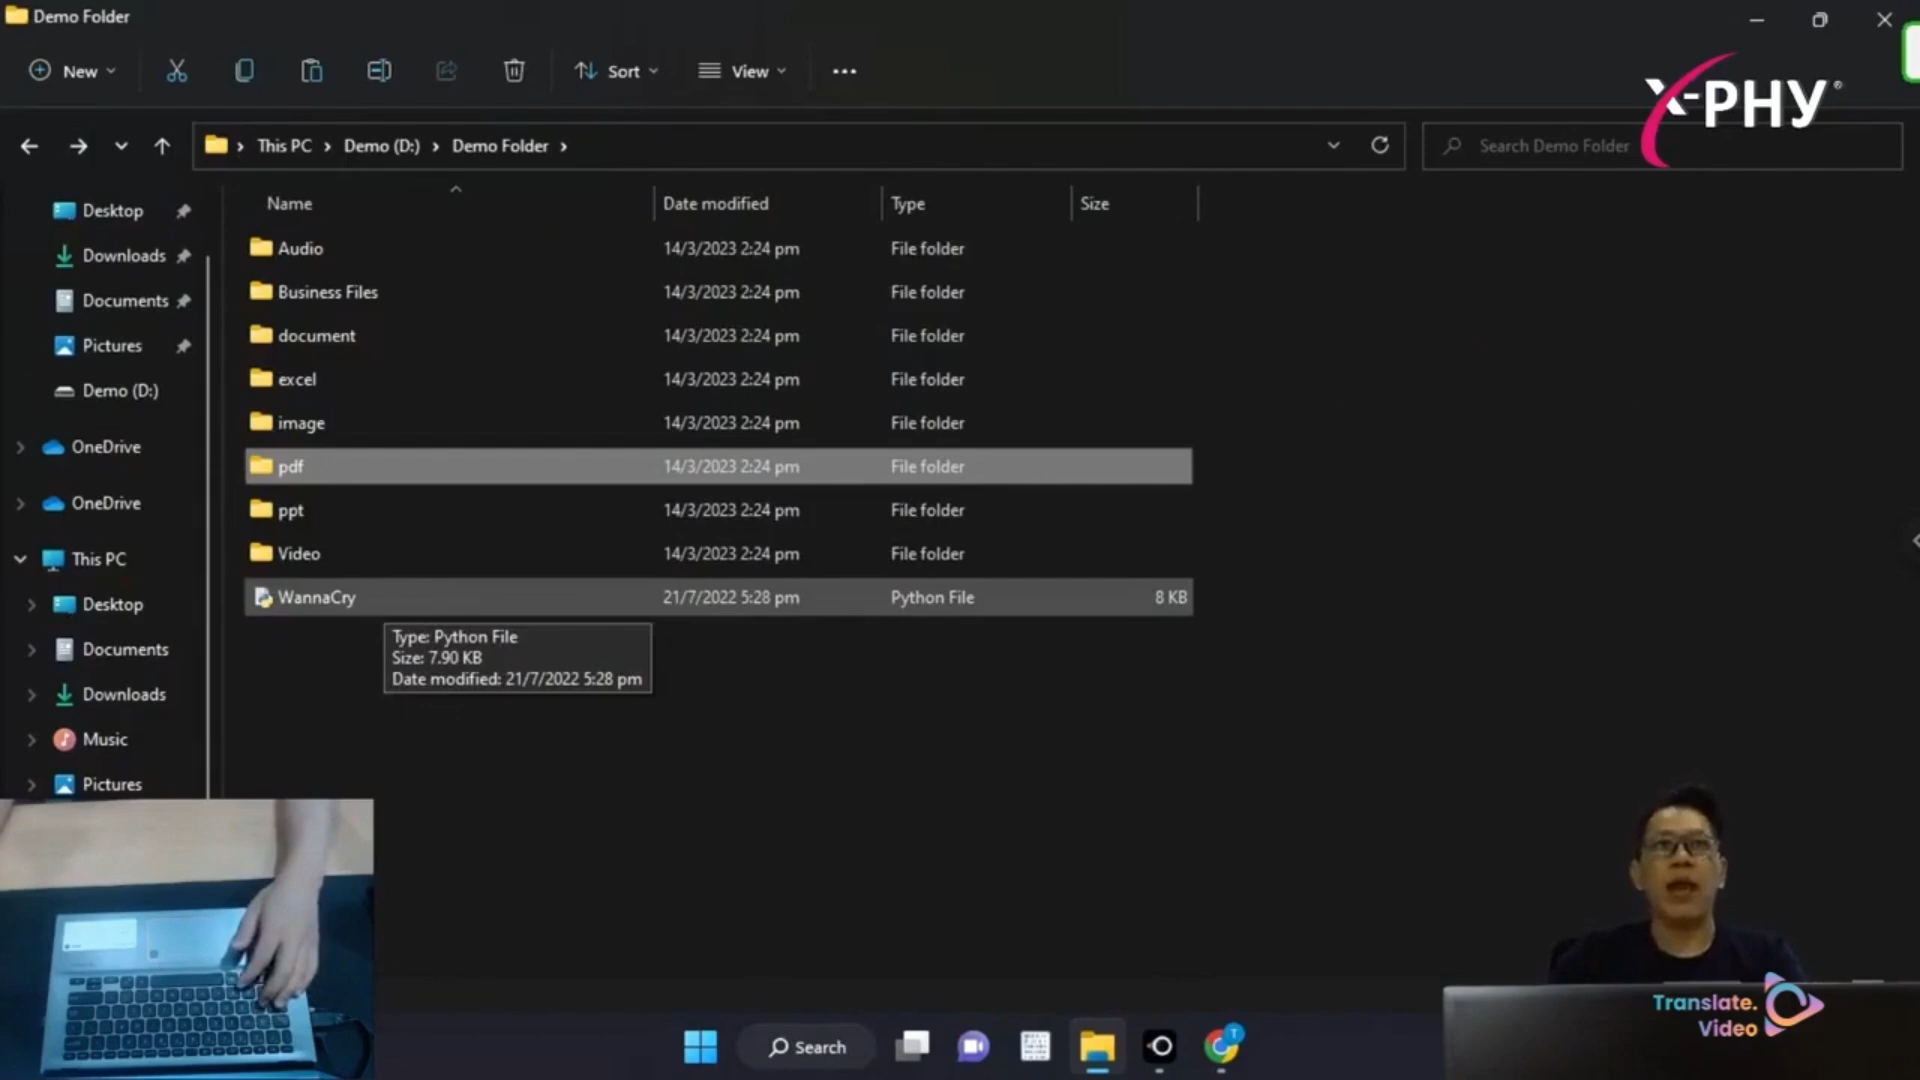 Demo Folder
New
Sort
View
X-PHY®
This PC > Demo (D:) > Demo Folder >
Search Demo Folder
Name
Date modified
Type
Size
Desktop
Downloads
Documents
Pictures
Demo (D:)
OneDrive
OneDrive
This PC
Desktop
Documents
Downloads
Music
Pictures
Audio 14/3/2023 2:24 pm File folder
Business Files 14/3/2023 2:24 pm File folder
document 14/3/2023 2:24 pm File folder
excel 14/3/2023 2:24 pm File folder
image 14/3/2023 2:24 pm File folder
pdf 14/3/2023 2:24 pm File folder
ppt 14/3/2023 2:24 pm File folder
Video 14/3/2023 2:24 pm File folder
WannaCry 21/7/2022 5:28 pm Python File 8 KB
Type: Python File
Size: 7.90 KB
Date modified: 21/7/2022 5:28 pm
Search
T
Translate.
Video